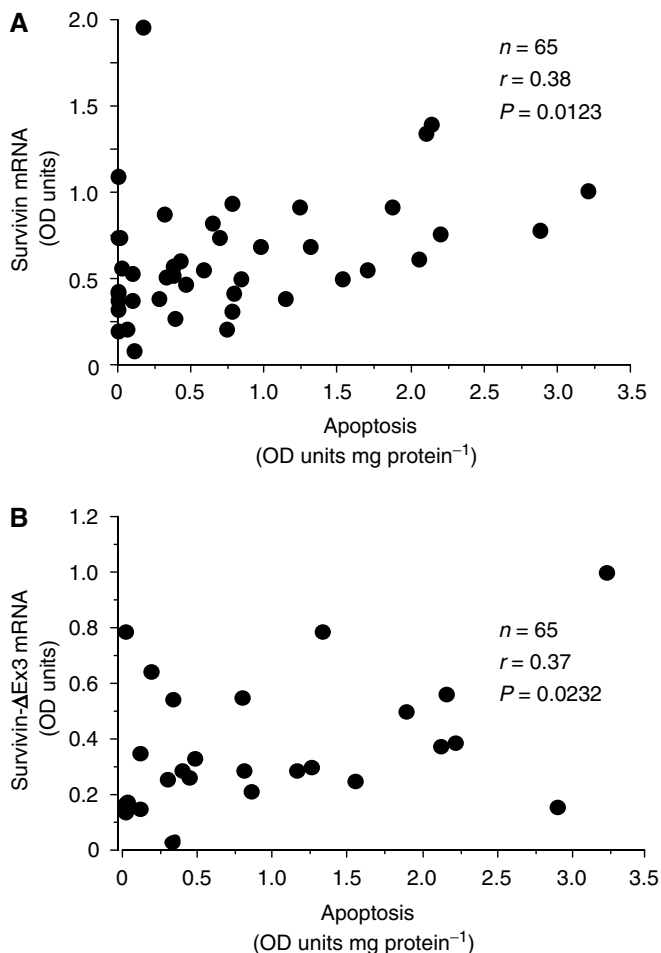 A
2.0
1.5
1.0
0.5
0
Survivin mRNA
(OD units)
n = 65
r = 0.38
P = 0.0123
0 0.5 1.0 1.5 2.0 2.5 3.0 3.5
Apoptosis
(OD units mg protein⁻¹)
B
1.2
1.0
0.8
0.6
0.4
0.2
0
Survivin-ΔEx3 mRNA
(OD units)
n = 65
r = 0.37
P = 0.0232
0 0.5 1.0 1.5 2.0 2.5 3.0 3.5
Apoptosis
(OD units mg protein⁻¹)